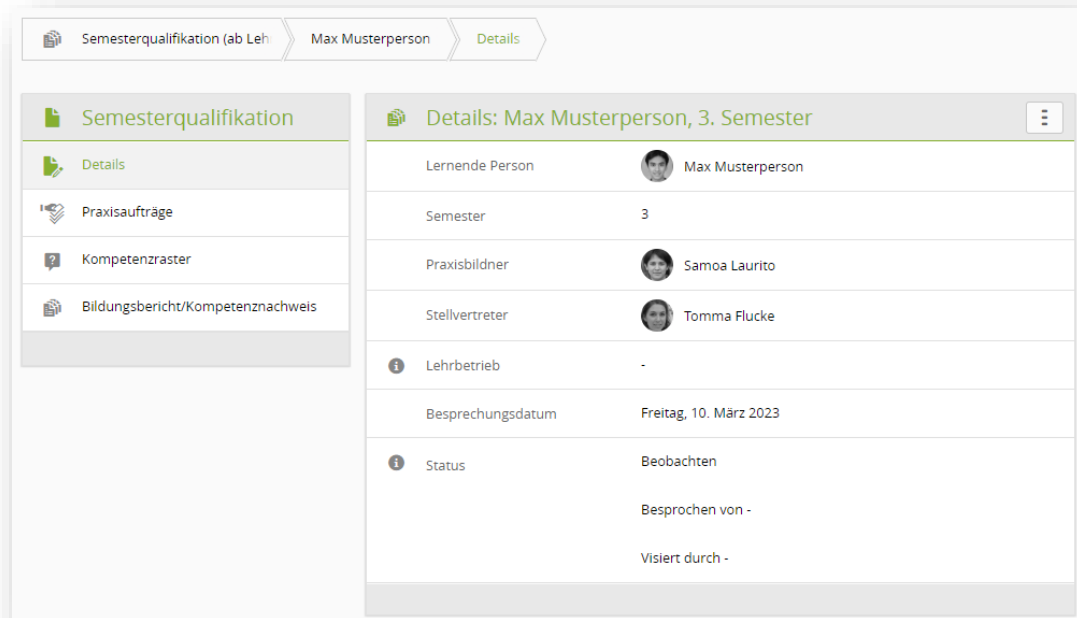 Semesterqualifikation (ab Leh
Max Musterperson
Details
Semesterqualifikation
Details
Praxisaufträge
Kompetenzraster
Bildungsbericht/Kompetenznachweis
Details: Max Musterperson, 3. Semester
Lernende Person Max Musterperson
Semester 3
Praxisbildner Samoa Laurito
Stellvertreter Tomma Flucke
Lehrbetrieb -
Besprechungsdatum Freitag, 10. März 2023
Status Beobachten
Besprochen von -
Visiert durch -